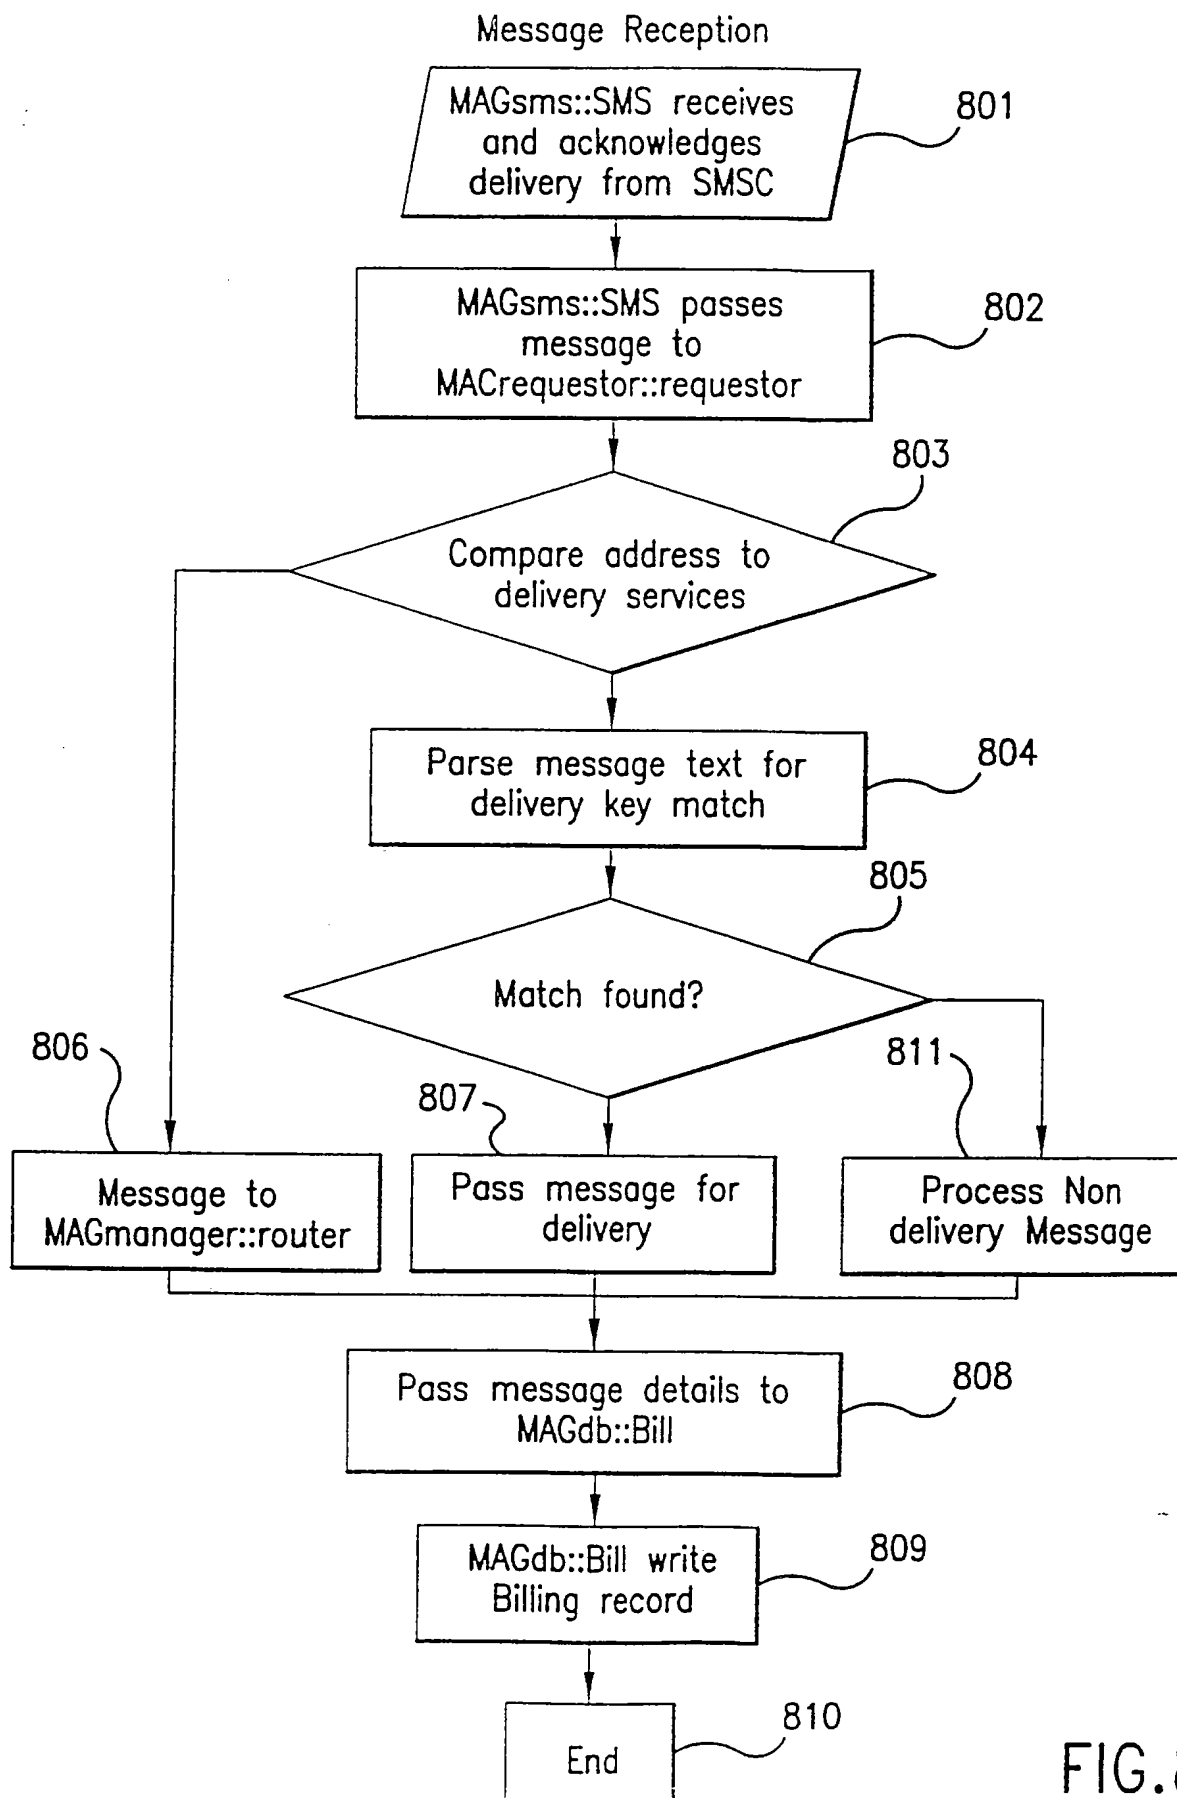 Message Reception
MAGsms::SMS receives
and acknowledges
delivery from SMSC
801
MAGsms::SMS passes
message to
MACrequestor::requestor
802
803
Compare address to
delivery services
Parse message text for
delivery key match
804
805
Match found?
806
807
811
Message to
MAGmanager::router
Pass message for
delivery
Process Non
delivery Message
Pass message details to
MAGdb::Bill
808
MAGdb::Bill write
Billing record
809
End
810
FIG.